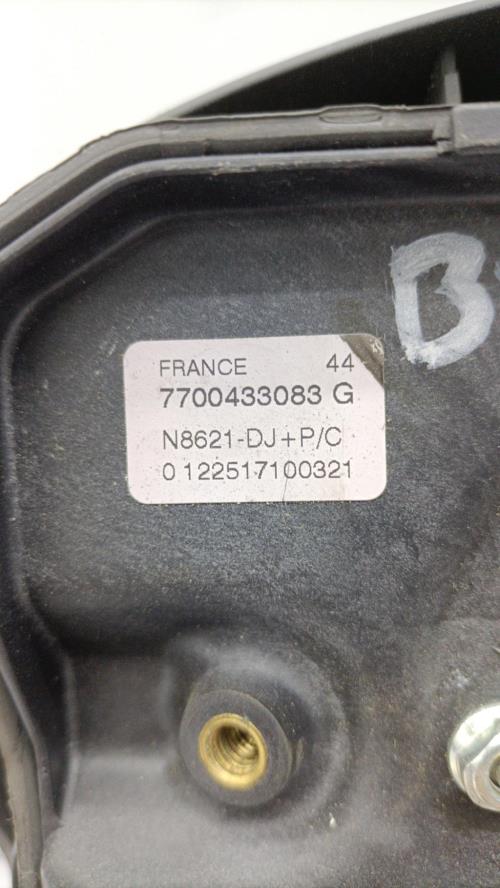 B
FRANCE 44
7700433083 G
N8621-DJ+P/C
0 122517100321